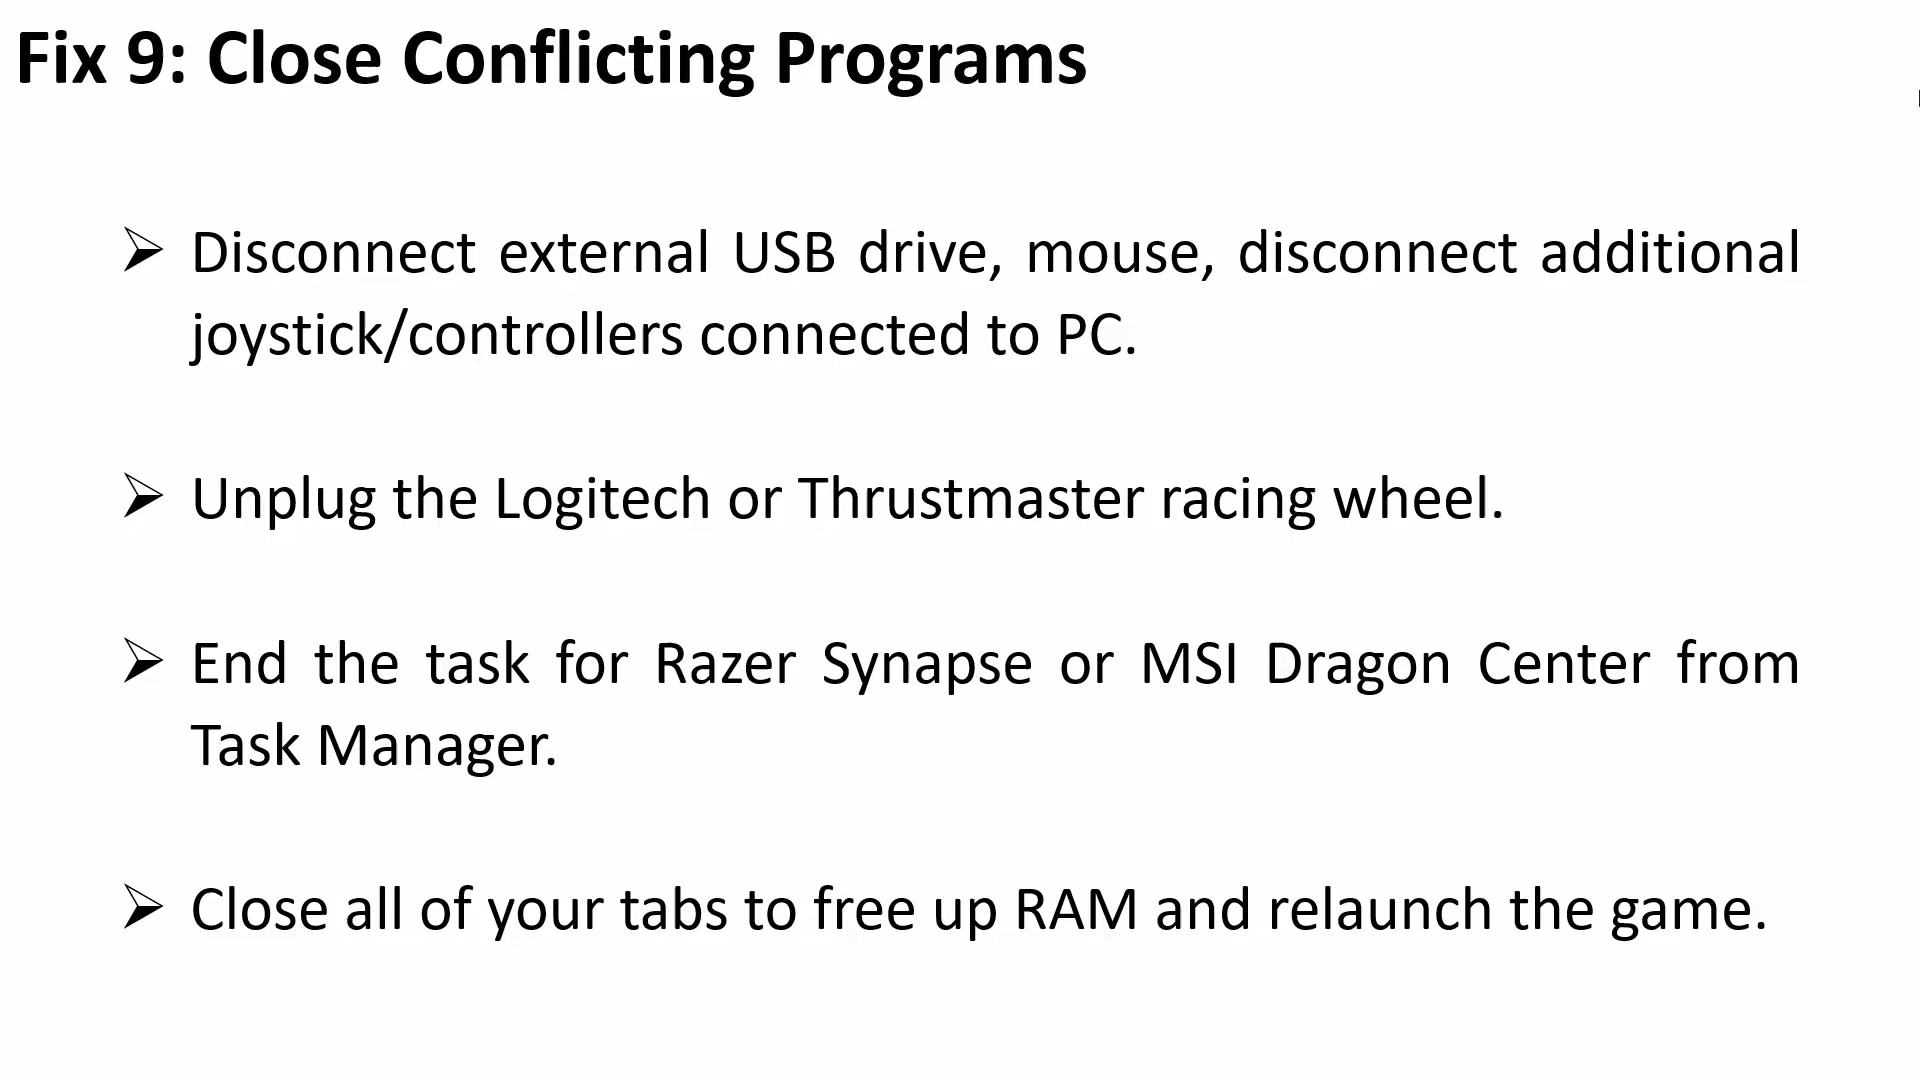 Fix 9: Close Conflicting Programs
➢ Disconnect external USB drive, mouse, disconnect additional
joystick/controllers connected to PC.
➢ Unplug the Logitech or Thrustmaster racing wheel.
➢ End the task for Razer Synapse or MSI Dragon Center from
Task Manager.
➢ Close all of your tabs to free up RAM and relaunch the game.